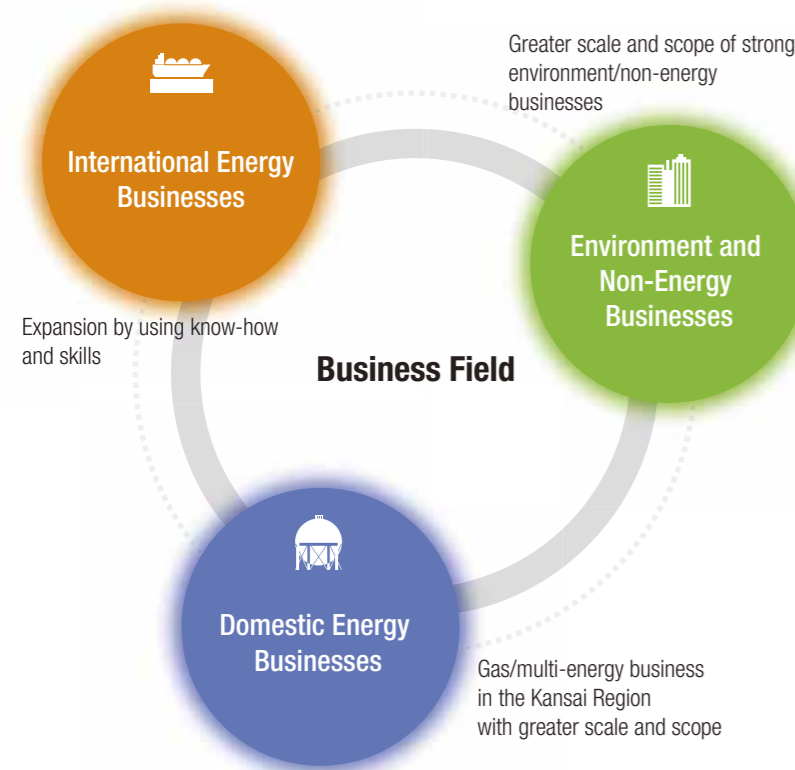 Greater scale and scope of strong
environment/non-energy
businesses
International Energy
Businesses
Environment and
Non-Energy
Businesses
Expansion by using know-how
and skills
Business Field
Domestic Energy
Businesses
Gas/multi-energy business
in the Kansai Region
with greater scale and scope